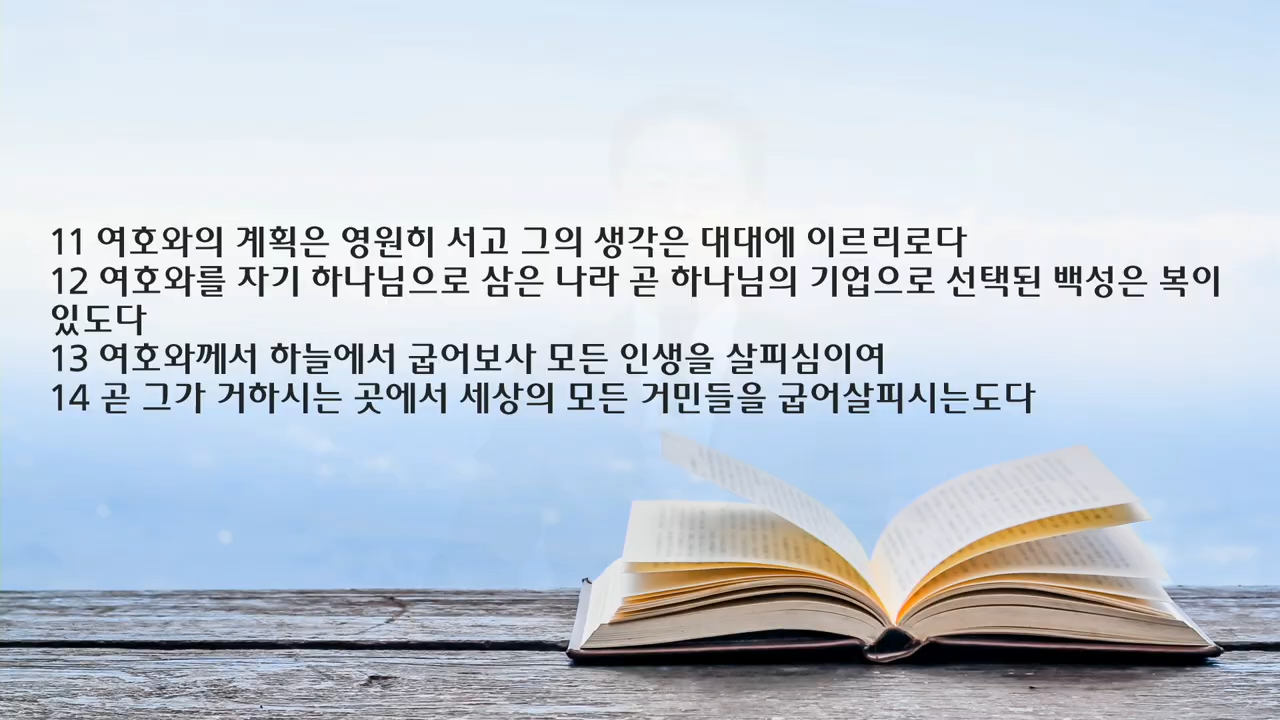 11 여호와의 계획은 영원히 서고 그의 생각은 대대에 이르리로다
12 여호와를 자기 하나님으로 삼은 나라 곧 하나님의 기업으로 선택된 백성은 복이
있도다
13 여호와께서 하늘에서 굽어보사 모든 인생을 살피심이여
14 곧 그가 거하시는 곳에서 세상의 모든 거민들을 굽어살피시는도다